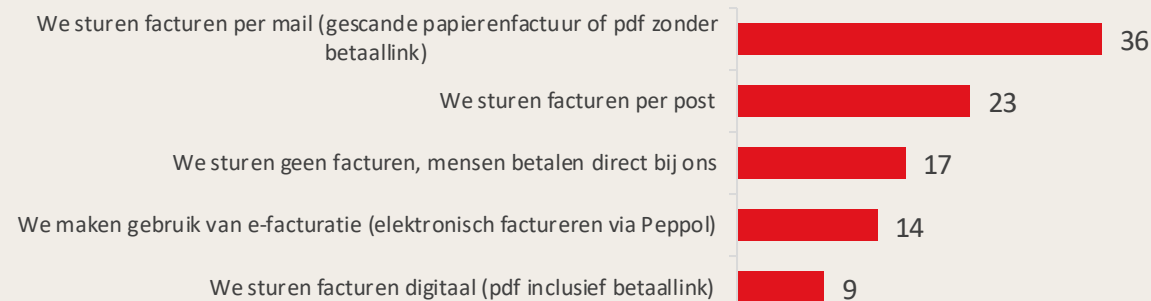 We sturen facturen per mail (gescande papierenfactuur of pdf zonder
betaallink)
36
We sturen facturen per post
23
We sturen geen facturen, mensen betalen direct bij ons
17
We maken gebruik van e-facturatie (elektronisch factureren via Peppol)
14
We sturen facturen digitaal (pdf inclusief betaallink)
9